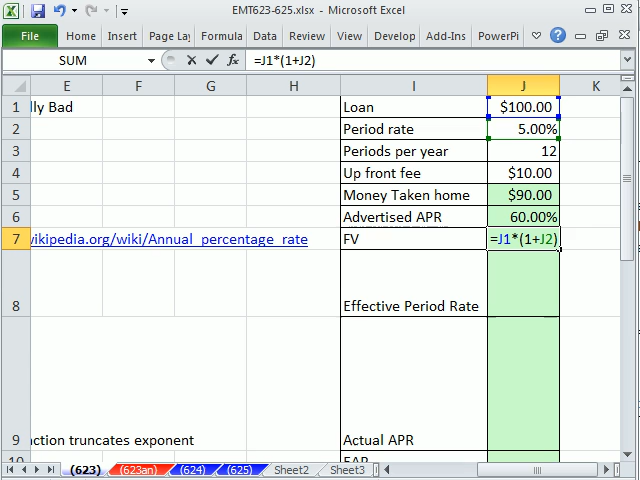 EMT623-625.xlsx - Microsoft Excel
File Home Insert Page La Formula Data Review View Develop Add-Ins PowerPi
SUM fx =J1*(1+J2)
E F G H I J K
1 lly Bad Loan $100.00
2 Period rate 5.00%
3 Periods per year 12
4 Up front fee $10.00
5 Money Taken home $90.00
6 Advertised APR 60.00%
7 vikipedia.org/wiki/Annual_percentage_rate FV =J1*(1+J2)
8 Effective Period Rate
9 iction truncates exponent Actual APR
10 EAR
(623) (623an) (624) (625) Sheet2 Sheet3